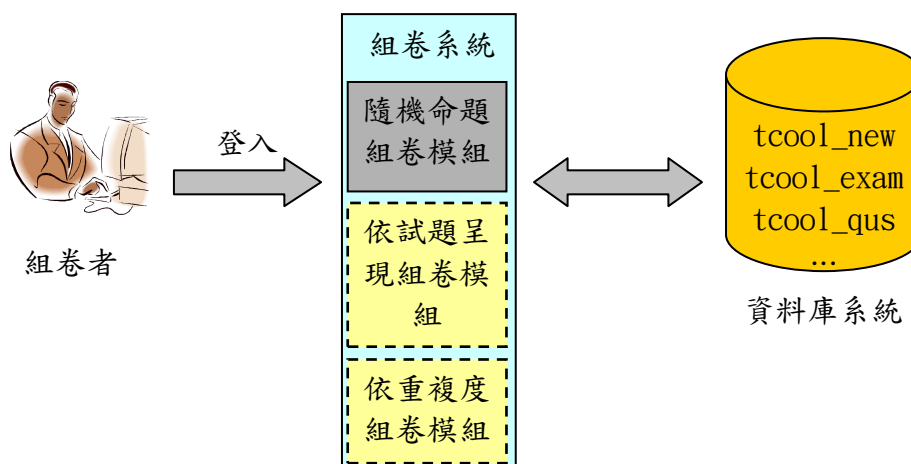 組卷系統
隨機命題
組卷模組
登入
依試題呈
現組卷模
組
依重複度
組卷模組
組卷者
tcool_new
tcool_exam
tcool_qus
...
資料庫系統